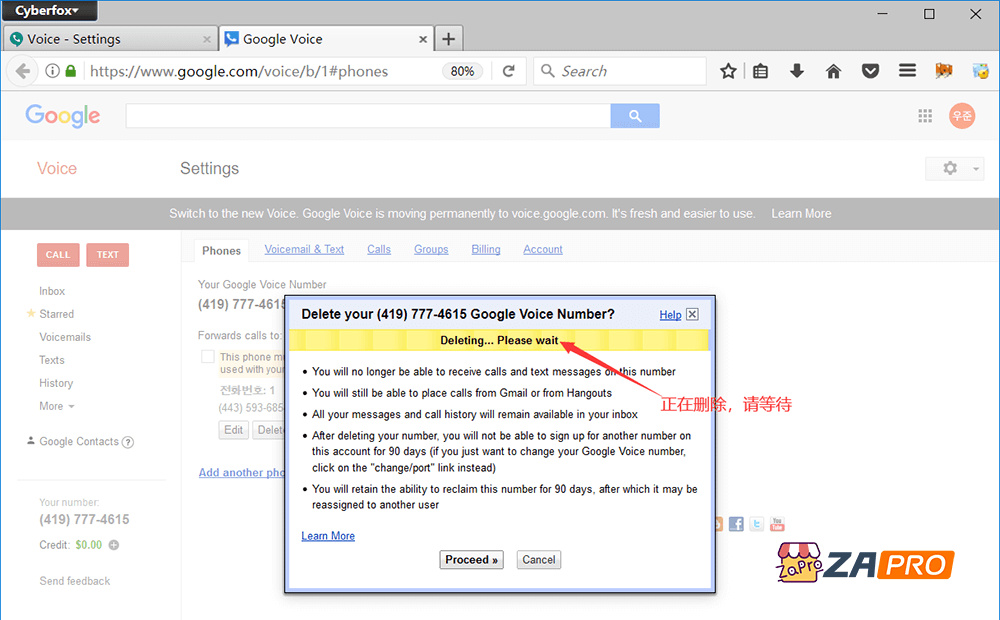 Cyberfox
Voice - Settings
Google Voice
https://www.google.com/voice/b/1#phones
80%
Search
Google
우준
Voice
Settings
Switch to the new Voice. Google Voice is moving permanently to voice.google.com. It's fresh and easier to use. Learn More
CALL
TEXT
Inbox
Starred
Voicemails
Texts
History
More
Google Contacts ?
Your number:
(419) 777-4615
Credit: $0.00
Send feedback
Phones
Voicemail & Text
Calls
Groups
Billing
Account
Your Google Voice Number
(419) 777-4615
Forwards calls to:
This phone
used with your
전화번호: 1
(443) 593-685
Edit
Delete
Add another pho
Delete your (419) 777-4615 Google Voice Number?
Help
Deleting... Please wait
• You will no longer be able to receive calls and text messages on this number
• You will still be able to place calls from Gmail or from Hangouts
• All your messages and call history will remain available in your inbox
• After deleting your number, you will not be able to sign up for another number on
this account for 90 days (if you just want to change your Google Voice number,
click on the "change/port" link instead)
• You will retain the ability to reclaim this number for 90 days, after which it may be
reassigned to another user
Learn More
Proceed »
Cancel
正在删除，请等待
You
Tube
ZaPro
ZAPRO